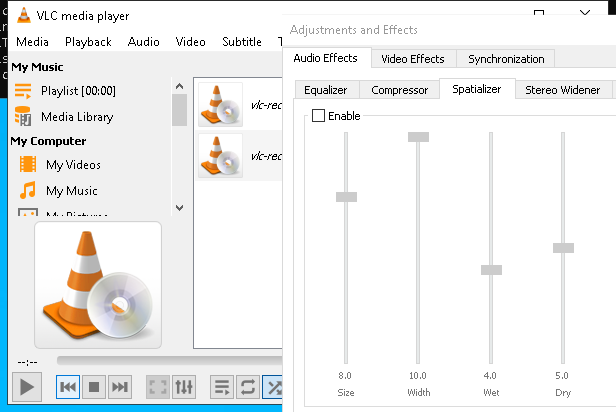 VLC media player
Media Playback Audio Video Subtitle
My Music
Playlist [00:00]
Media Library
My Computer
My Videos
My Music
My Pictures
vlc-rec
vlc-rec
--:--
Adjustments and Effects
Audio Effects Video Effects Synchronization
Equalizer Compressor Spatializer Stereo Widener
Enable
8.0 10.0 4.0 5.0
Size Width Wet Dry